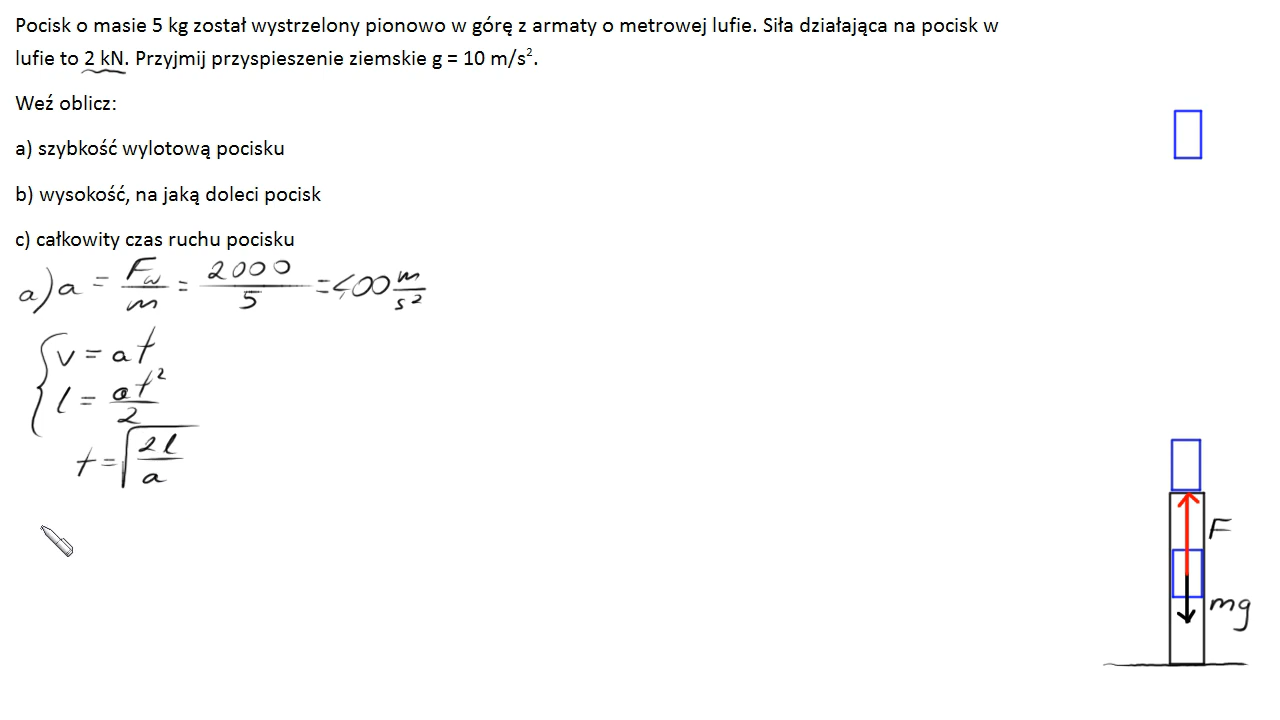 Pocisk o masie 5 kg został wystrzelony pionowo w górę z armaty o metrowej lufie. Siła działająca na pocisk w
lufie to 2 kN. Przyjmij przyspieszenie ziemskie g = 10 m/s².
Weź oblicz:
a) szybkość wylotową pocisku
b) wysokość, na jaką doleci pocisk
c) całkowity czas ruchu pocisku
a) a = F_w/m = 2000/5 = 400 m/s²
{ v = at
l = at²/2
t = √(2l/a)
F
mg